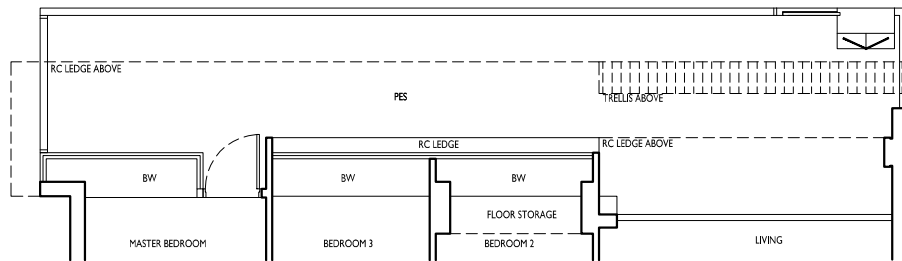 RC LEDGE ABOVE
PES
TRELLIS ABOVE
RC LEDGE
RC LEDGE ABOVE
BW
BW
BW
FLOOR STORAGE
MASTER BEDROOM
BEDROOM 3
BEDROOM 2
LIVING